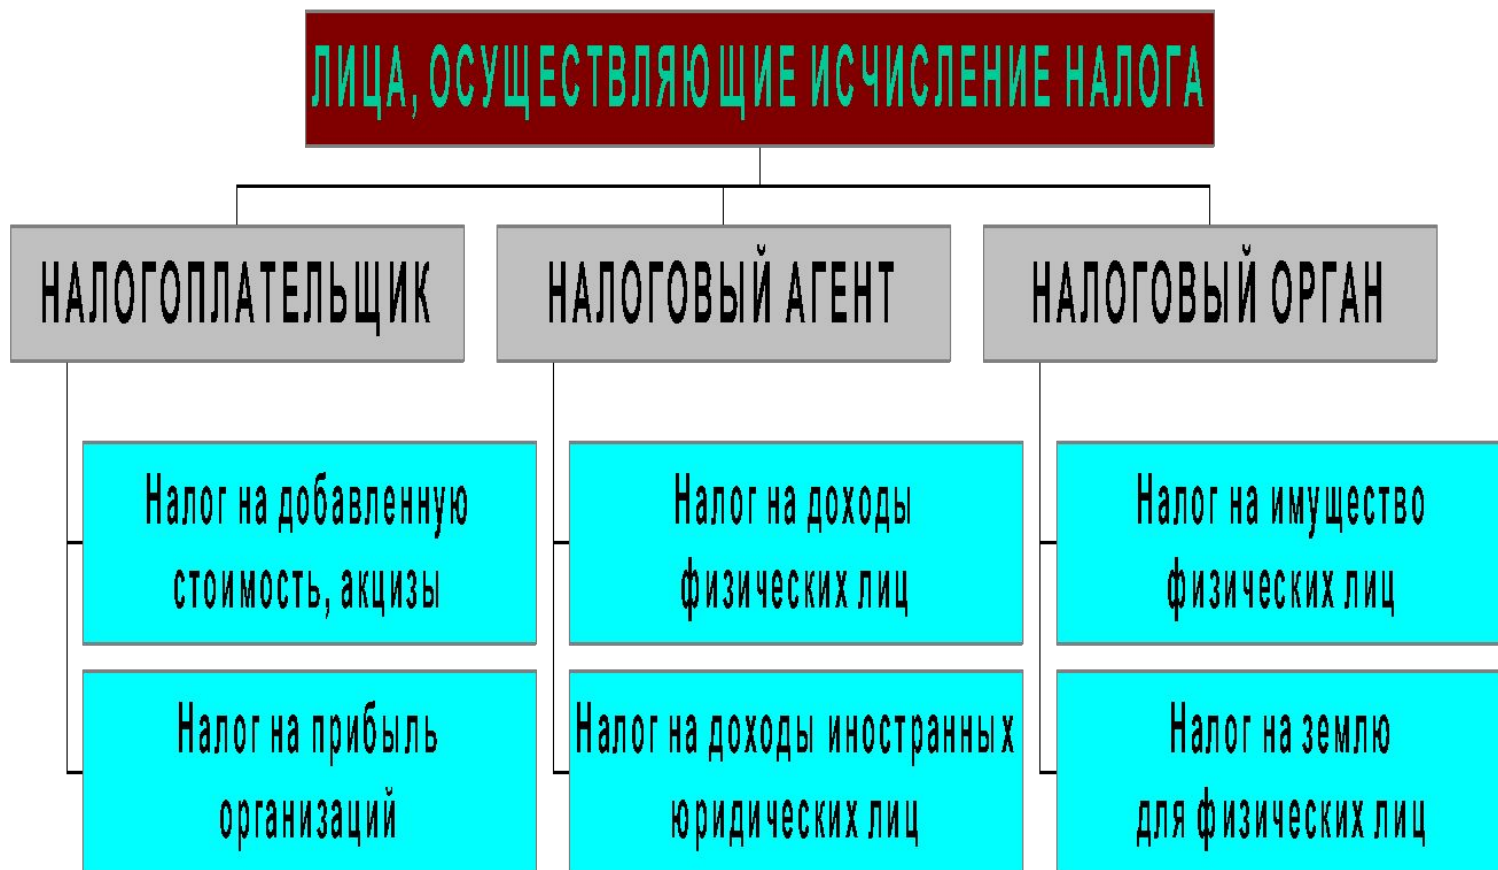 ЛИЦА, ОСУЩЕСТВЛЯЮЩИЕ ИСЧИСЛЕНИЕ НАЛОГА
НАЛОГОПЛАТЕЛЬЩИК
НАЛОГОВЫЙ АГЕНТ
НАЛОГОВЫЙ ОРГАН
Налог на добавленную
стоимость, акцизы
Налог на доходы
физических лиц
Налог на имущество
физических лиц
Налог на прибыль
организаций
Налог на доходы иностранных
юридических лиц
Налог на землю
для физических лиц